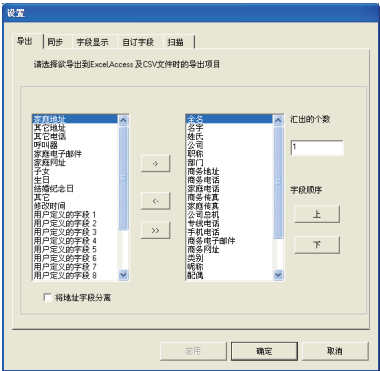 设置
导出 同步 字段显示 自订字段 扫描
请选择欲导出到Excel,Access 及CSV文件时的导出项目
家庭地址
其它地址
其它电话
呼叫器
家庭电子邮件
家庭网址
子女
生日
结婚纪念日
其它
修改时间
用户定义的字段 1
用户定义的字段 2
用户定义的字段 3
用户定义的字段 4
用户定义的字段 5
用户定义的字段 6
用户定义的字段 7
用户定义的字段 8
->
<-
>>
全名
名字
姓氏
公司
职称
部门
商务地址
商务电话
家庭电话
商务传真
家庭传真
公司总机
专线电话
手机电话
商务电子邮件
商务网址
类别
昵称
配偶
汇出的个数
1
字段顺序
上
下
将地址字段分离
套用 确定 取消